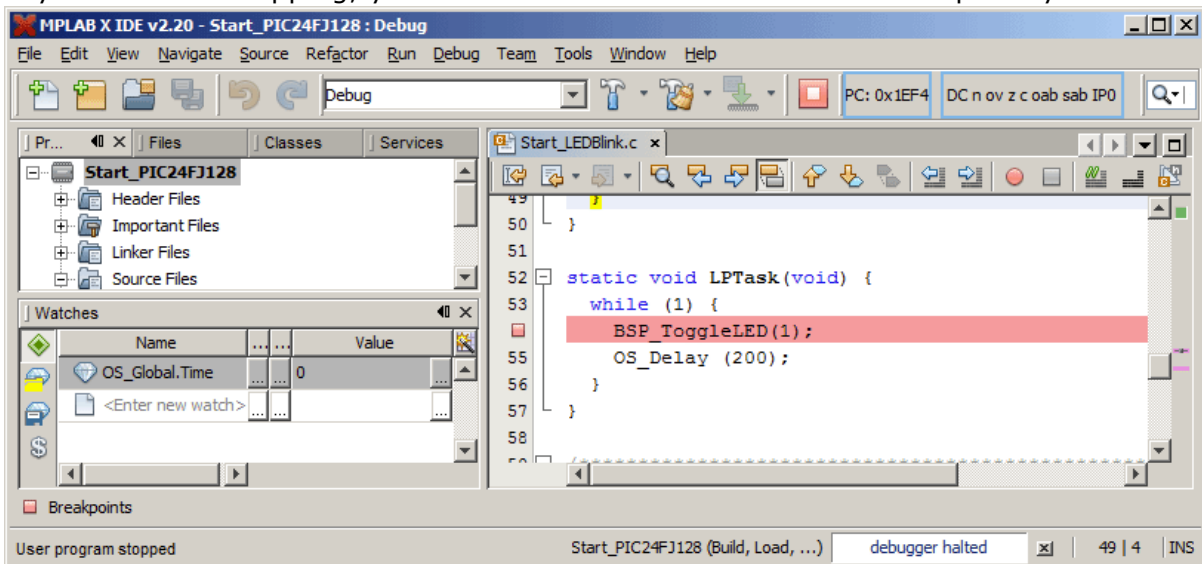 MPLAB X IDE v2.20 - Start_PIC24FJ128 : Debug
File Edit View Navigate Source Refactor Run Debug Team Tools Window Help
Debug PC: 0x1EF4 DC n ov z c oab sab IP0
Pr... Files Classes Services
Start_PIC24FJ128
Header Files
Important Files
Linker Files
Source Files
Watches
Name ... ... Value
OS_Global.Time ... ... 0 ...
<Enter new watch> ... ... ...
Start_LEDBlink.c
49 }
50 }
51
52 static void LPTask(void) {
53 while (1) {
BSP_ToggleLED(1);
55 OS_Delay (200);
56 }
57 }
58
Breakpoints
User program stopped Start_PIC24FJ128 (Build, Load, ...) debugger halted 49 | 4 INS